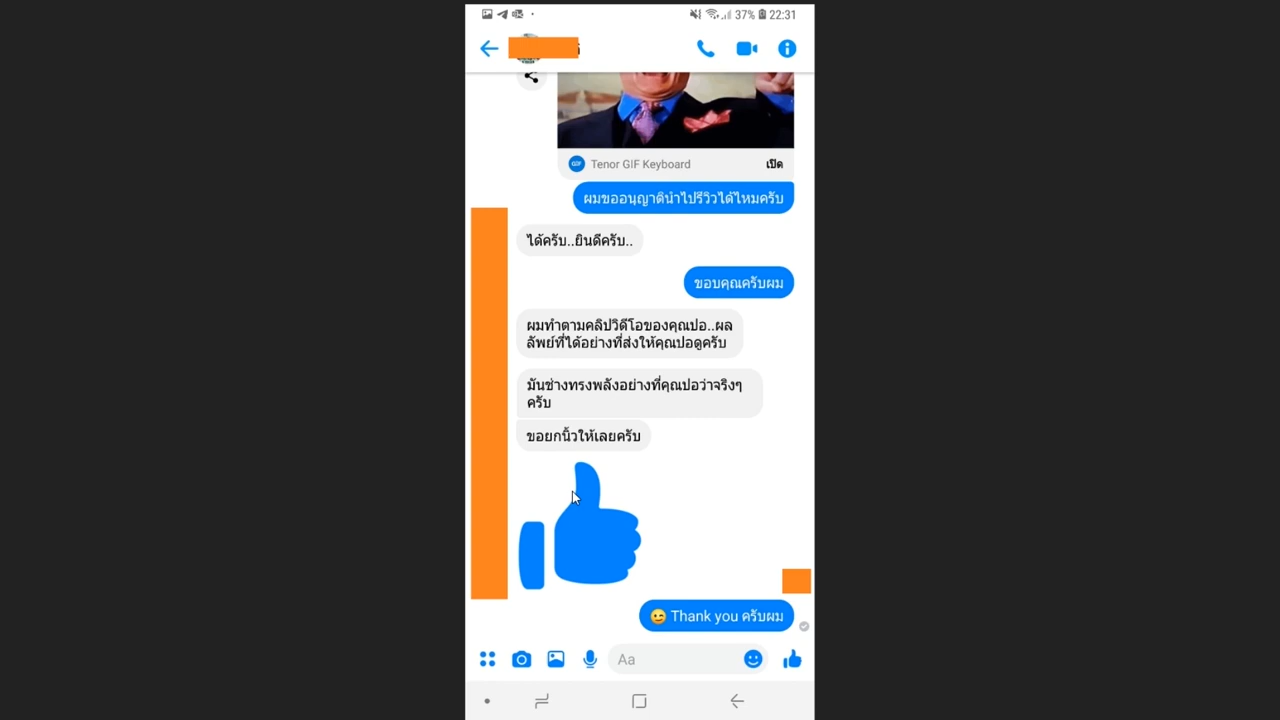 37% 22:31
GIF Tenor GIF Keyboard เปิด
ผมขออนุญาตินำไปรีวิวได้ไหมครับ
ได้ครับ..ยินดีครับ..
ขอบคุณครับผม
ผมทำตามคลิปวิดีโอของคุณปอ..ผล
ลัพย์ที่ได้อย่างที่ส่งให้คุณปอดูครับ
มันช่างทรงพลังอย่างที่คุณปอว่าจริงๆ
ครับ
ขอยกนิ้วให้เลยครับ
😉 Thank you ครับผม
Aa